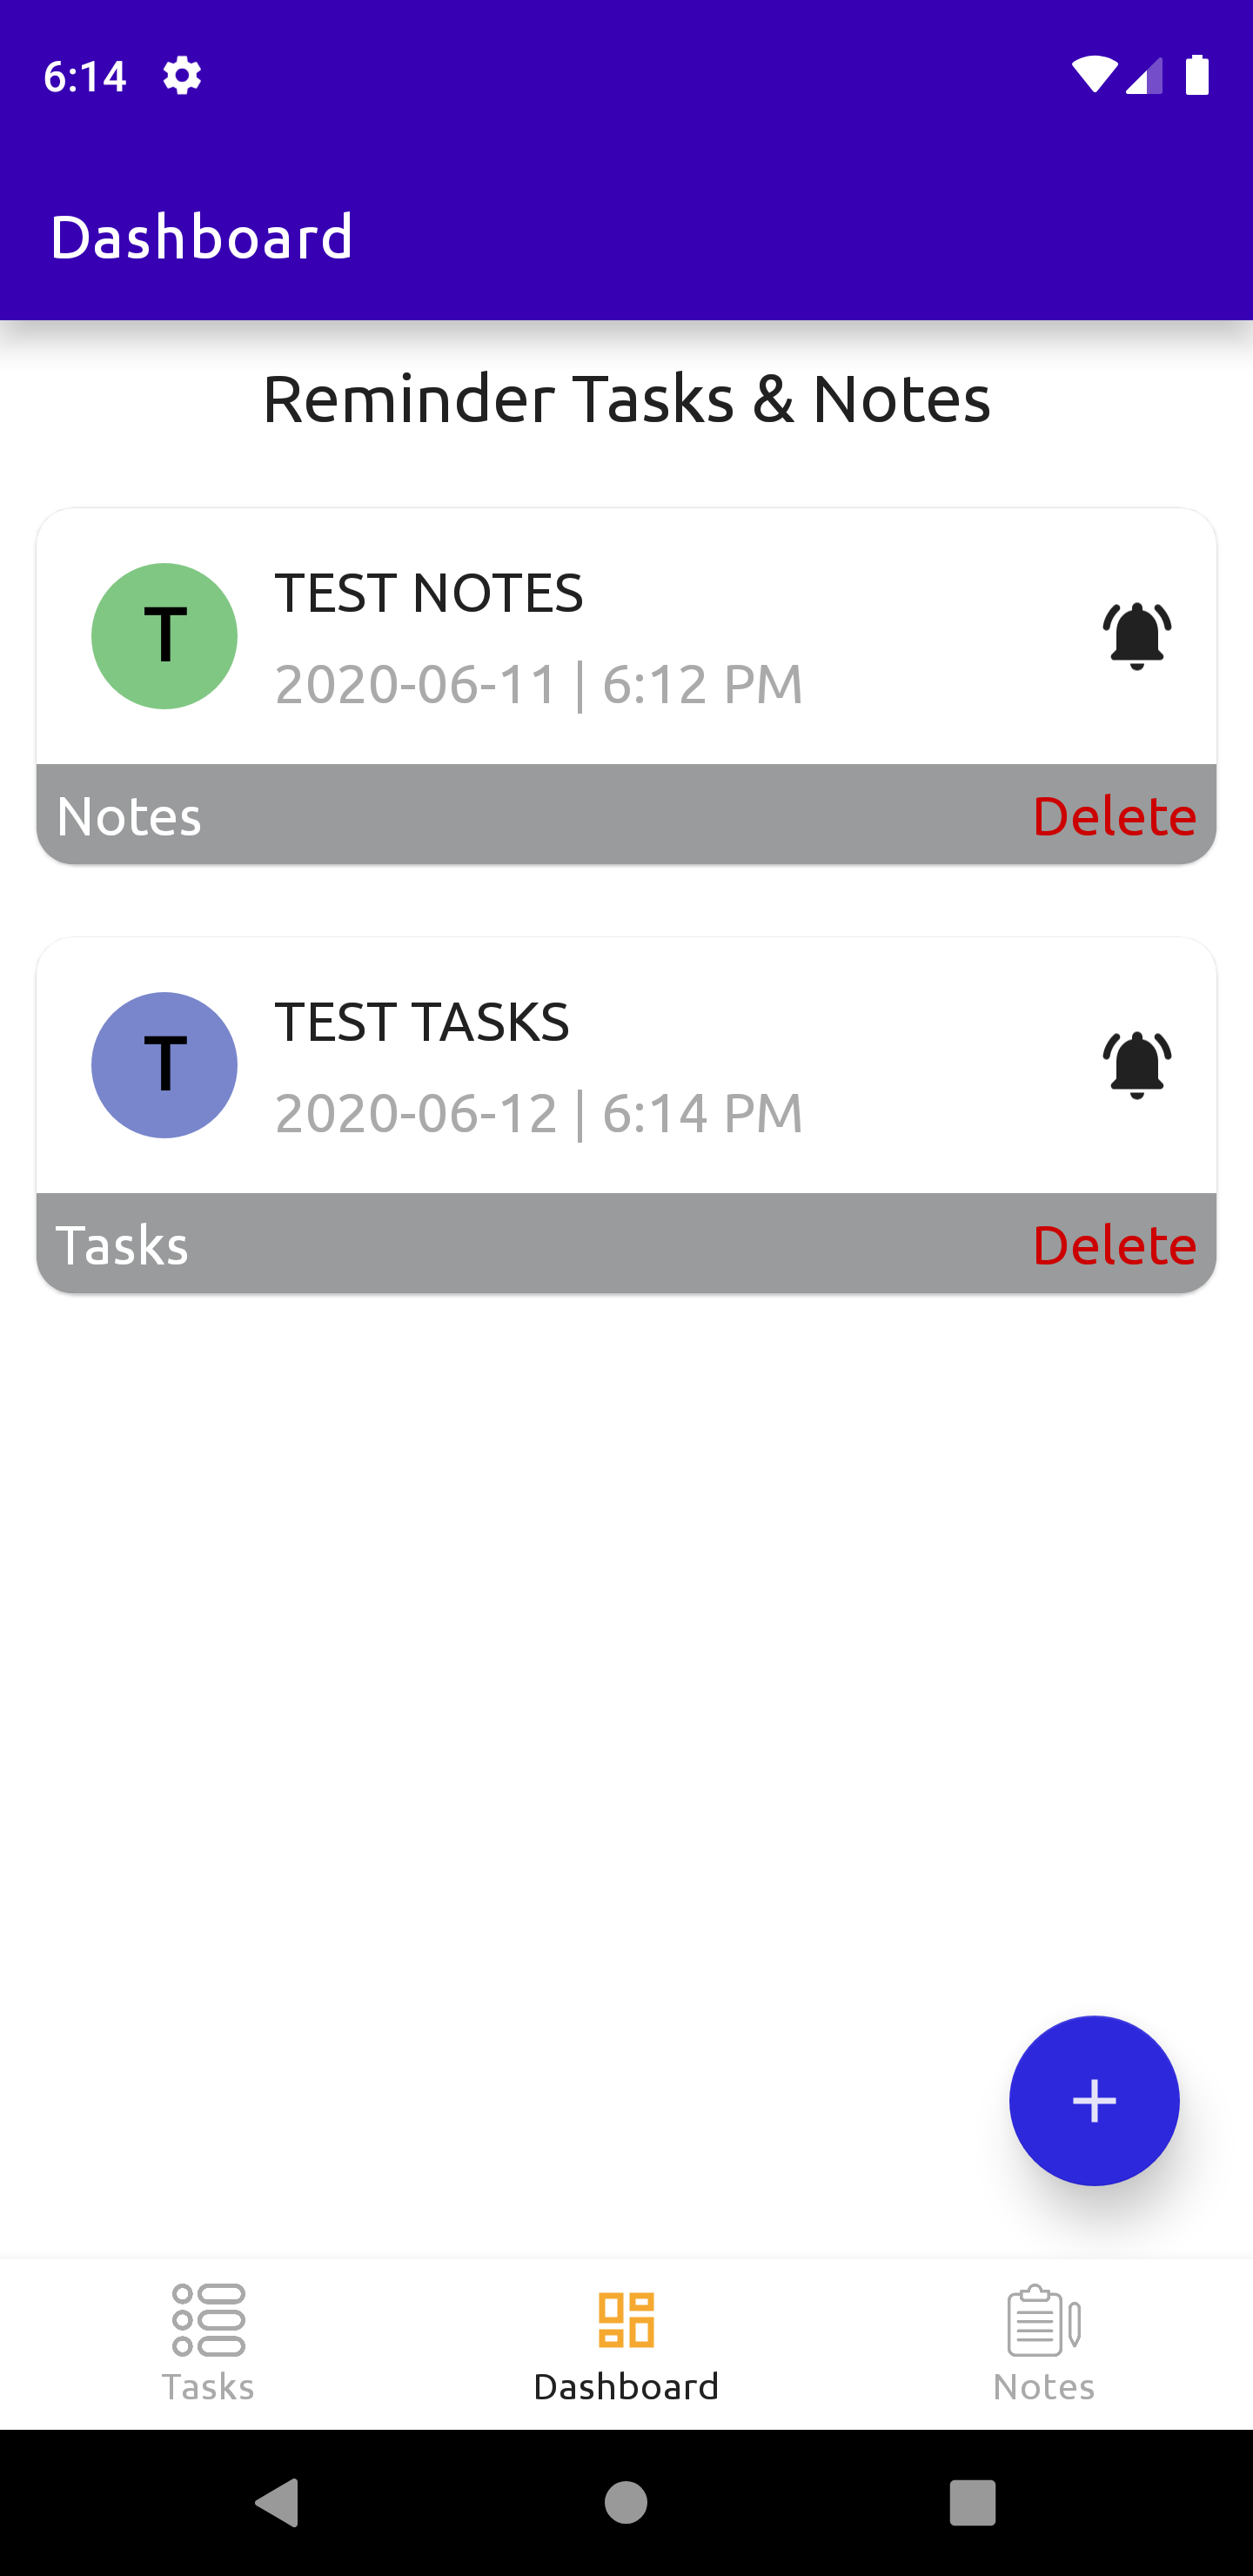 6:14
Dashboard
Reminder Tasks & Notes
T
TEST NOTES
2020-06-11 | 6:12 PM
Notes
Delete
T
TEST TASKS
2020-06-12 | 6:14 PM
Tasks
Delete
+
Tasks
Dashboard
Notes